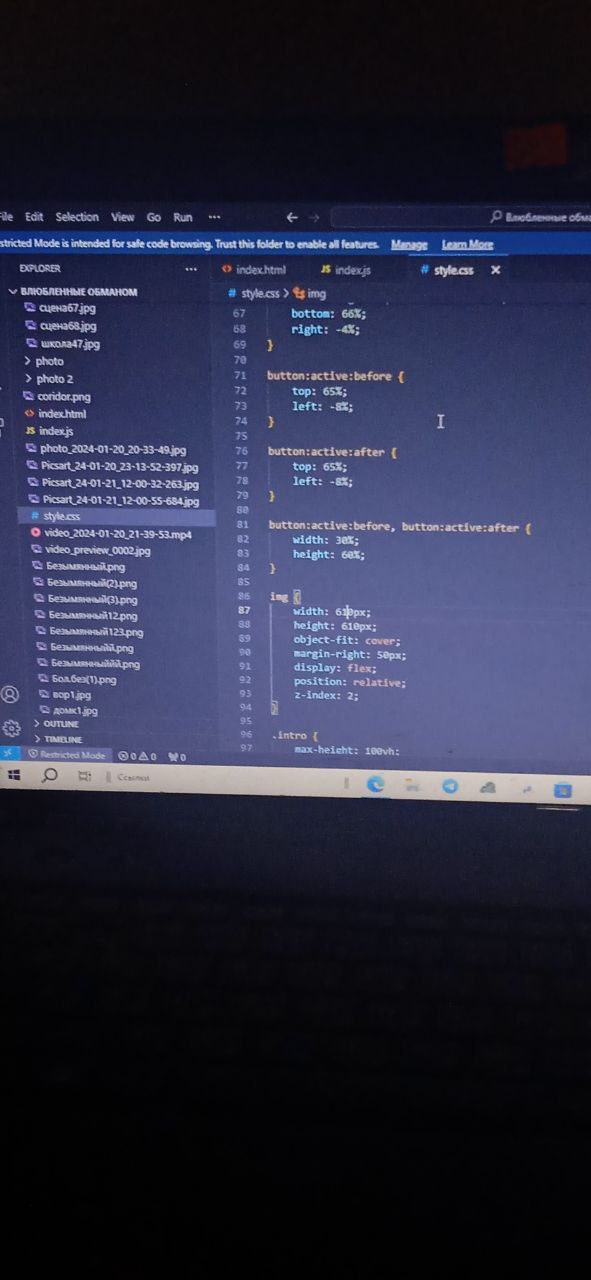 File Edit Selection View Go Run ···
Влюбленные обма
stricted Mode is intended for safe code browsing. Trust this folder to enable all features. Manage Learn More
EXPLORER ···
ВЛЮБЛЕННЫЕ ОБМАНОМ
сцена67.jpg
сцена68.jpg
школа47.jpg
photo
photo 2
coridor.png
index.html
index.js
photo_2024-01-20_20-33-49.jpg
Picsart_24-01-20_23-13-52-397.jpg
Picsart_24-01-21_12-00-32-263.jpg
Picsart_24-01-21_12-00-55-684.jpg
style.css
video_2024-01-20_21-39-53.mp4
video_preview_0002.jpg
Безымянный.png
Безымянный(2).png
Безымянный(3).png
Безымянный12.png
Безымянный123.png
Безымянныйй.png
Безымянныййй.png
Бол.без(1).png
вор1.jpg
домк1.jpg
OUTLINE
TIMELINE
index.html JS index.js # style.css
# style.css > img
67 bottom: 66%;
68 right: -4%;
69 }
70
71 button:active:before {
72 top: 65%;
73 left: -8%;
74 }
75
76 button:active:after {
77 top: 65%;
78 left: -8%;
79 }
80
81 button:active:before, button:active:after {
82 width: 30%;
83 height: 60%;
84 }
85
86 img {
87 width: 610px;
88 height: 610px;
89 object-fit: cover;
90 margin-right: 50px;
91 display: flex;
92 position: relative;
93 z-index: 2;
94 }
95
96 .intro {
97 max-height: 100vh;
Restricted Mode 0 0 0
Ссылки